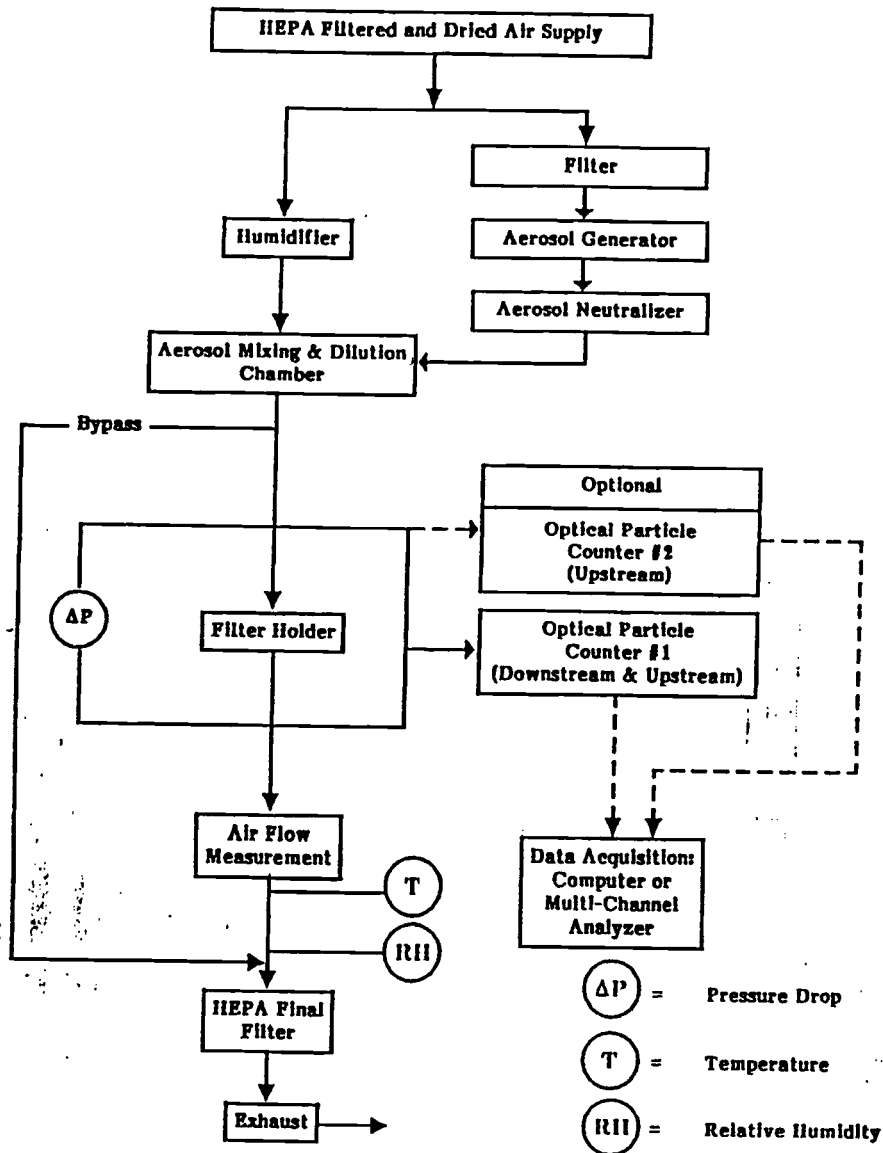 HEPA Filtered and Dried Air Supply
Filter
Humidifier
Aerosol Generator
Aerosol Neutralizer
Aerosol Mixing & Dilution
Chamber
Bypass
Optional
Optical Particle
Counter #2
(Upstream)
ΔP
Filter Holder
Optical Particle
Counter #1
(Downstream & Upstream)
Air Flow
Measurement
T
RH
Data Acquisition:
Computer or
Multi-Channel
Analyzer
HEPA Final
Filter
Exhaust
ΔP = Pressure Drop
T = Temperature
RH = Relative Humidity